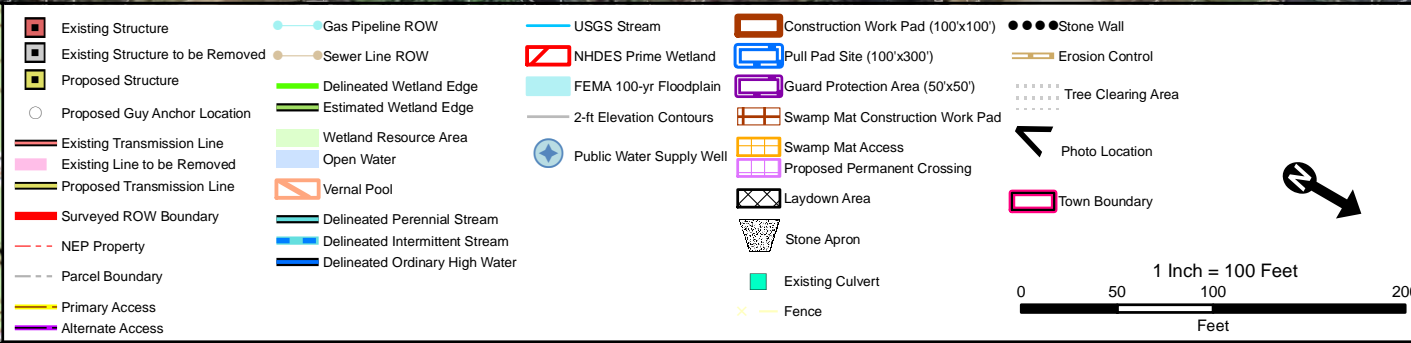 Existing Structure
Existing Structure to be Removed
Proposed Structure
Proposed Guy Anchor Location
Existing Transmission Line
Existing Line to be Removed
Proposed Transmission Line
Surveyed ROW Boundary
NEP Property
Parcel Boundary
Primary Access
Alternate Access
Gas Pipeline ROW
Sewer Line ROW
Delineated Wetland Edge
Estimated Wetland Edge
Wetland Resource Area
Open Water
Vernal Pool
Delineated Perennial Stream
Delineated Intermittent Stream
Delineated Ordinary High Water
USGS Stream
NHDES Prime Wetland
FEMA 100-yr Floodplain
2-ft Elevation Contours
Public Water Supply Well
Construction Work Pad (100'x100')
Pull Pad Site (100'x300')
Guard Protection Area (50'x50')
Swamp Mat Construction Work Pad
Swamp Mat Access
Proposed Permanent Crossing
Laydown Area
Stone Apron
Existing Culvert
Fence
Stone Wall
Erosion Control
Tree Clearing Area
Photo Location
Town Boundary
N
1 Inch = 100 Feet
0 50 100 200
Feet